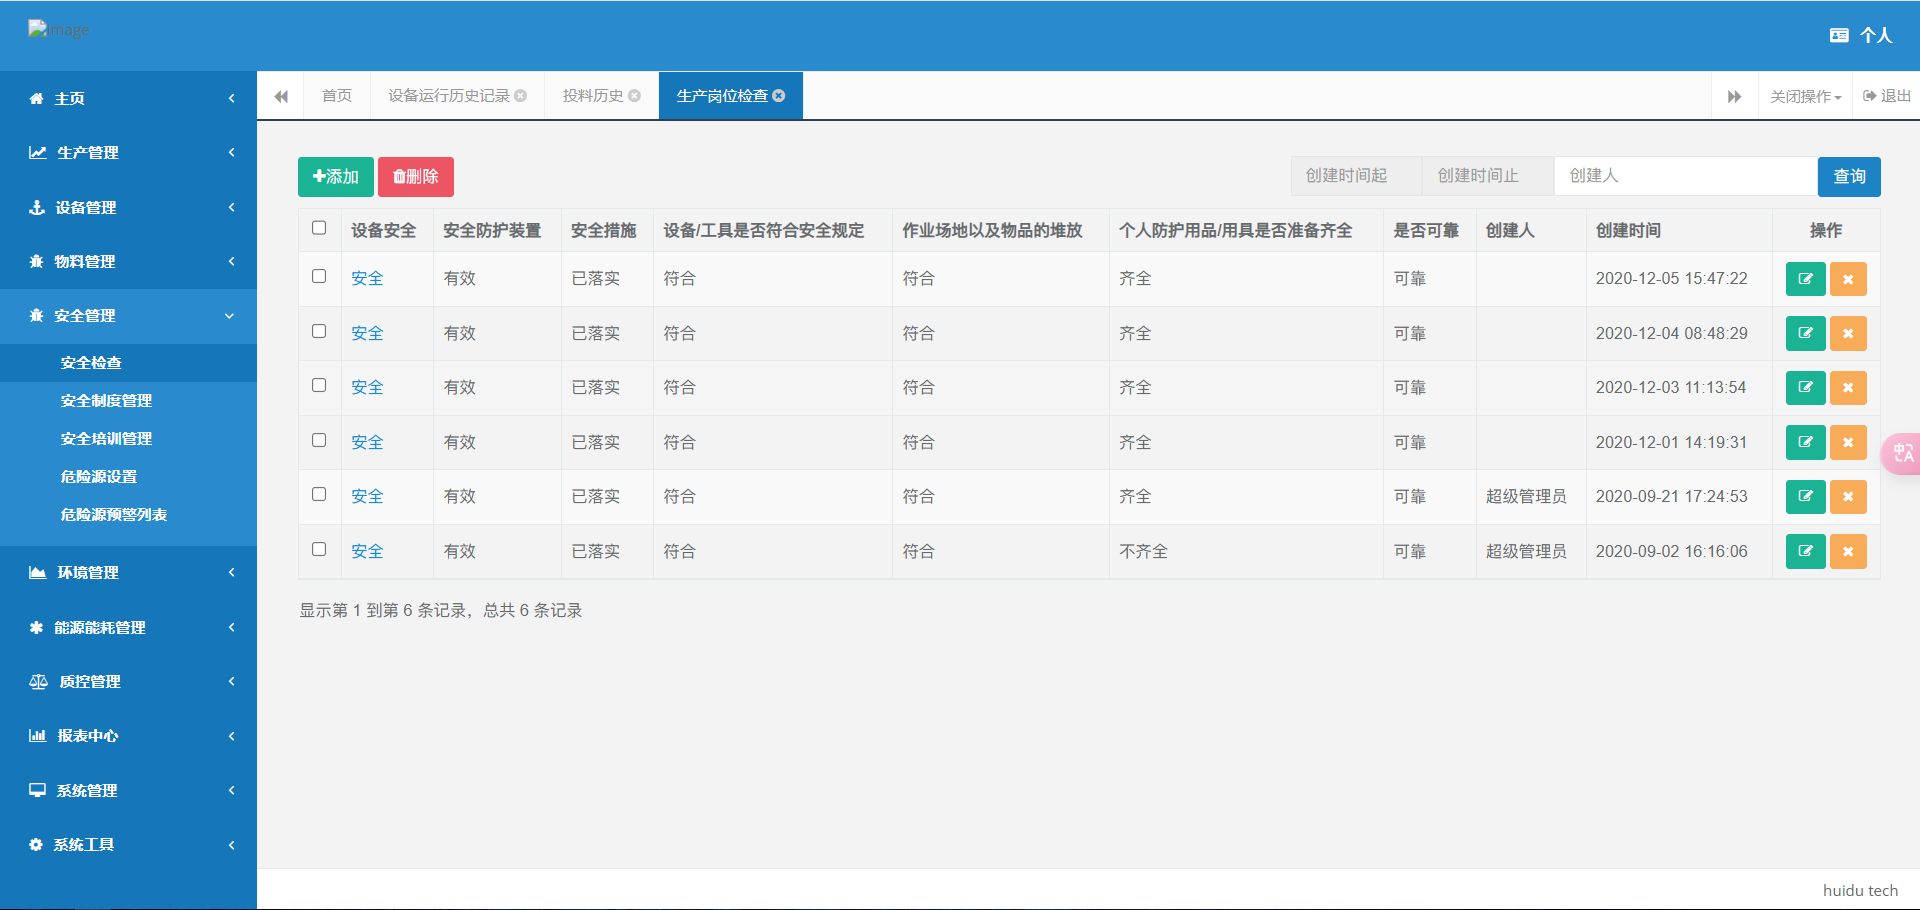 Image
个人
主页
生产管理
设备管理
物料管理
安全管理
安全检查
安全制度管理
安全培训管理
危险源设置
危险源预警列表
环境管理
能源能耗管理
质控管理
报表中心
系统管理
系统工具
首页 设备运行历史记录 投料历史 生产岗位检查 关闭操作 退出
添加 删除 创建时间起 创建时间止 创建人 查询
设备安全 安全防护装置 安全措施 设备/工具是否符合安全规定 作业场地以及物品的堆放 个人防护用品/用具是否准备齐全 是否可靠 创建人 创建时间 操作
安全 有效 已落实 符合 符合 齐全 可靠 2020-12-05 15:47:22
安全 有效 已落实 符合 符合 齐全 可靠 2020-12-04 08:48:29
安全 有效 已落实 符合 符合 齐全 可靠 2020-12-03 11:13:54
安全 有效 已落实 符合 符合 齐全 可靠 2020-12-01 14:19:31
安全 有效 已落实 符合 符合 齐全 可靠 超级管理员 2020-09-21 17:24:53
安全 有效 已落实 符合 符合 不齐全 可靠 超级管理员 2020-09-02 16:16:06
显示第 1 到第 6 条记录，总共 6 条记录
中A
huidu tech